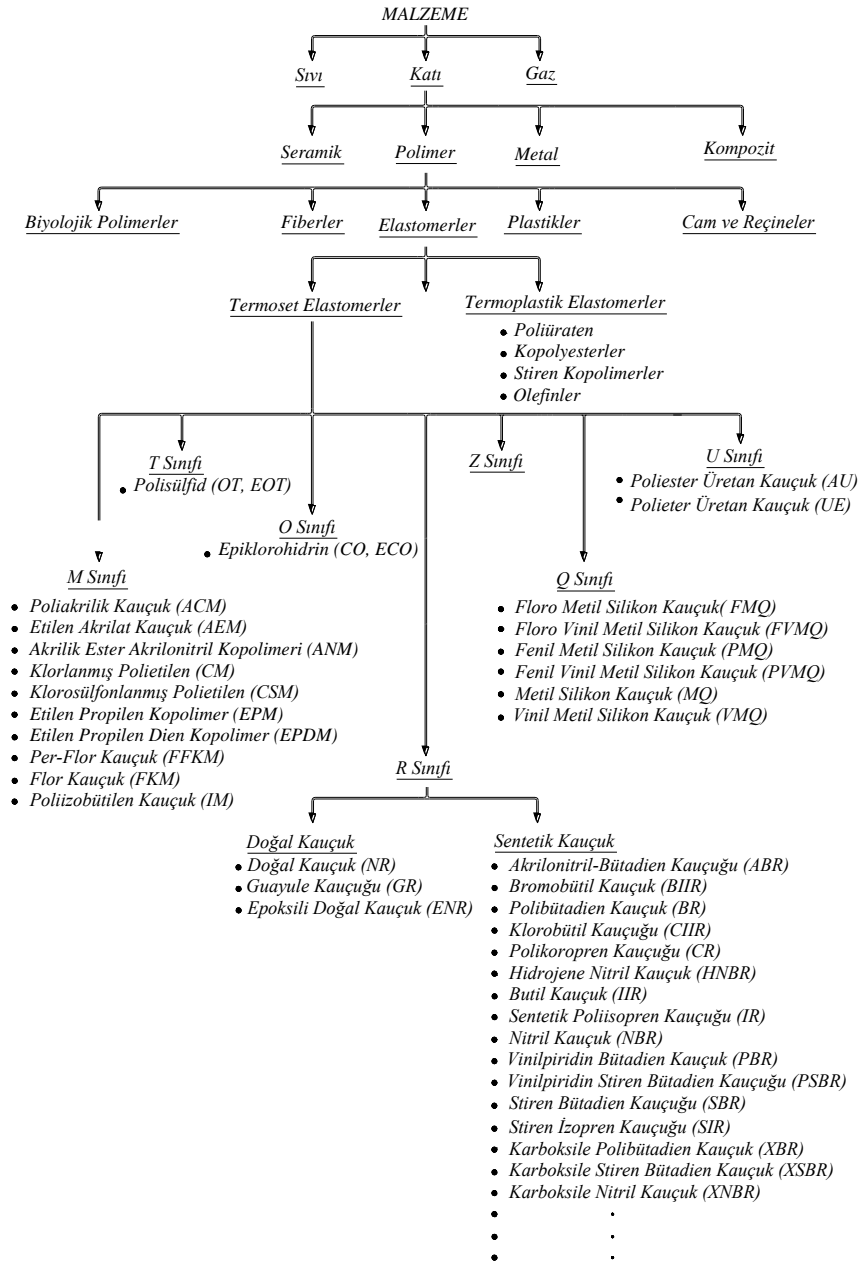 MALZEME
Sıvı
Katı
Gaz
Seramik
Polimer
Metal
Kompozit
Biyolojik Polimerler
Fiberler
Elastomerler
Plastikler
Cam ve Reçineler
Termoset Elastomerler
Termoplastik Elastomerler
• Poliüraten
• Kopolyesterler
• Stiren Kopolimerler
• Olefinler
T Sınıfı
• Polisülfid (OT, EOT)
Z Sınıfı
U Sınıfı
• Poliester Üretan Kauçuk (AU)
• Polieter Üretan Kauçuk (UE)
O Sınıfı
• Epiklorohidrin (CO, ECO)
M Sınıfı
• Poliakrilik Kauçuk (ACM)
• Etilen Akrilat Kauçuk (AEM)
• Akrilik Ester Akrilonitril Kopolimeri (ANM)
• Klorlanmış Polietilen (CM)
• Klorosülfonlanmış Polietilen (CSM)
• Etilen Propilen Kopolimer (EPM)
• Etilen Propilen Dien Kopolimer (EPDM)
• Per-Flor Kauçuk (FFKM)
• Flor Kauçuk (FKM)
• Poliizobütilen Kauçuk (IM)
Q Sınıfı
• Floro Metil Silikon Kauçuk( FMQ)
• Floro Vinil Metil Silikon Kauçuk (FVMQ)
• Fenil Metil Silikon Kauçuk (PMQ)
• Fenil Vinil Metil Silikon Kauçuk (PVMQ)
• Metil Silikon Kauçuk (MQ)
• Vinil Metil Silikon Kauçuk (VMQ)
R Sınıfı
Doğal Kauçuk
• Doğal Kauçuk (NR)
• Guayule Kauçuğu (GR)
• Epoksili Doğal Kauçuk (ENR)
Sentetik Kauçuk
• Akrilonitril-Bütadien Kauçuğu (ABR)
• Bromobütil Kauçuk (BIIR)
• Polibütadien Kauçuk (BR)
• Klorobütil Kauçuğu (CIIR)
• Polikoropren Kauçuğu (CR)
• Hidrojene Nitril Kauçuk (HNBR)
• Butil Kauçuk (IIR)
• Sentetik Poliisopren Kauçuğu (IR)
• Nitril Kauçuk (NBR)
• Vinilpiridin Bütadien Kauçuk (PBR)
• Vinilpiridin Stiren Bütadien Kauçuğu (PSBR)
• Stiren Bütadien Kauçuğu (SBR)
• Stiren İzopren Kauçuğu (SIR)
• Karboksile Polibütadien Kauçuk (XBR)
• Karboksile Stiren Bütadien Kauçuk (XSBR)
• Karboksile Nitril Kauçuk (XNBR)
• .
• .
• .